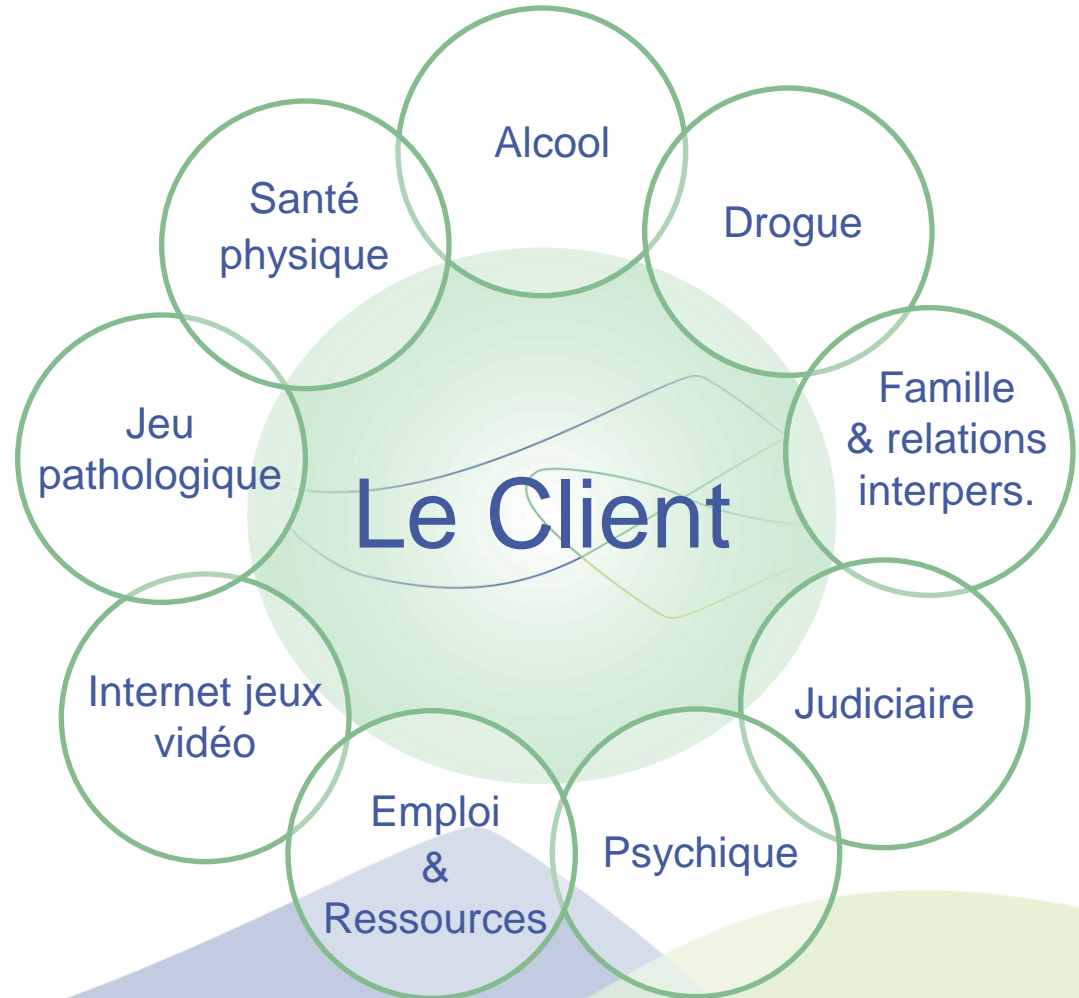 Alcool
Drogue
Famille
& relations
interpers.
Judiciaire
Psychique
Emploi
&
Ressources
Internet jeux
vidéo
Jeu
pathologique
Santé
physique
Le Client